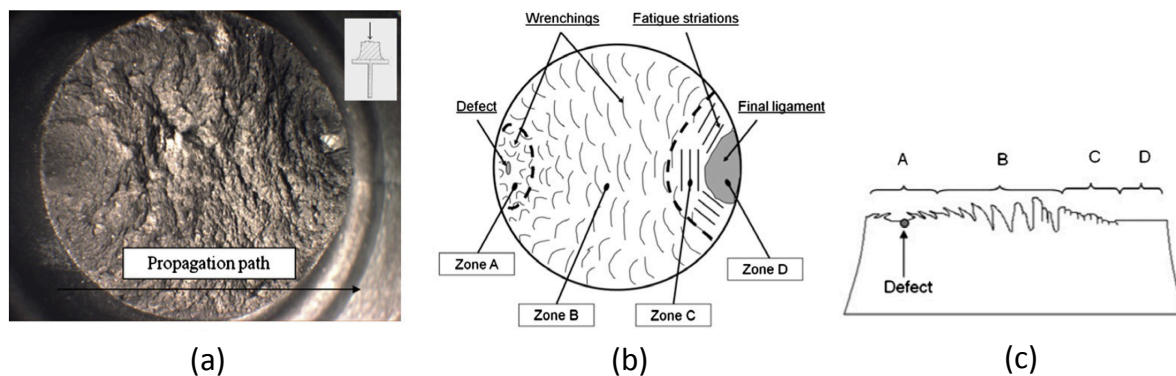 Propagation path
(a)
Wrenchings
Fatigue striations
Defect
Final ligament
Zone A
Zone D
Zone B
Zone C
(b)
A
B
C
D
Defect
(c)